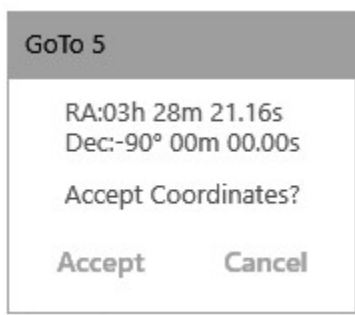 GoTo 5
RA:03h 28m 21.16s
Dec:-90° 00m 00.00s
Accept Coordinates?
Accept Cancel